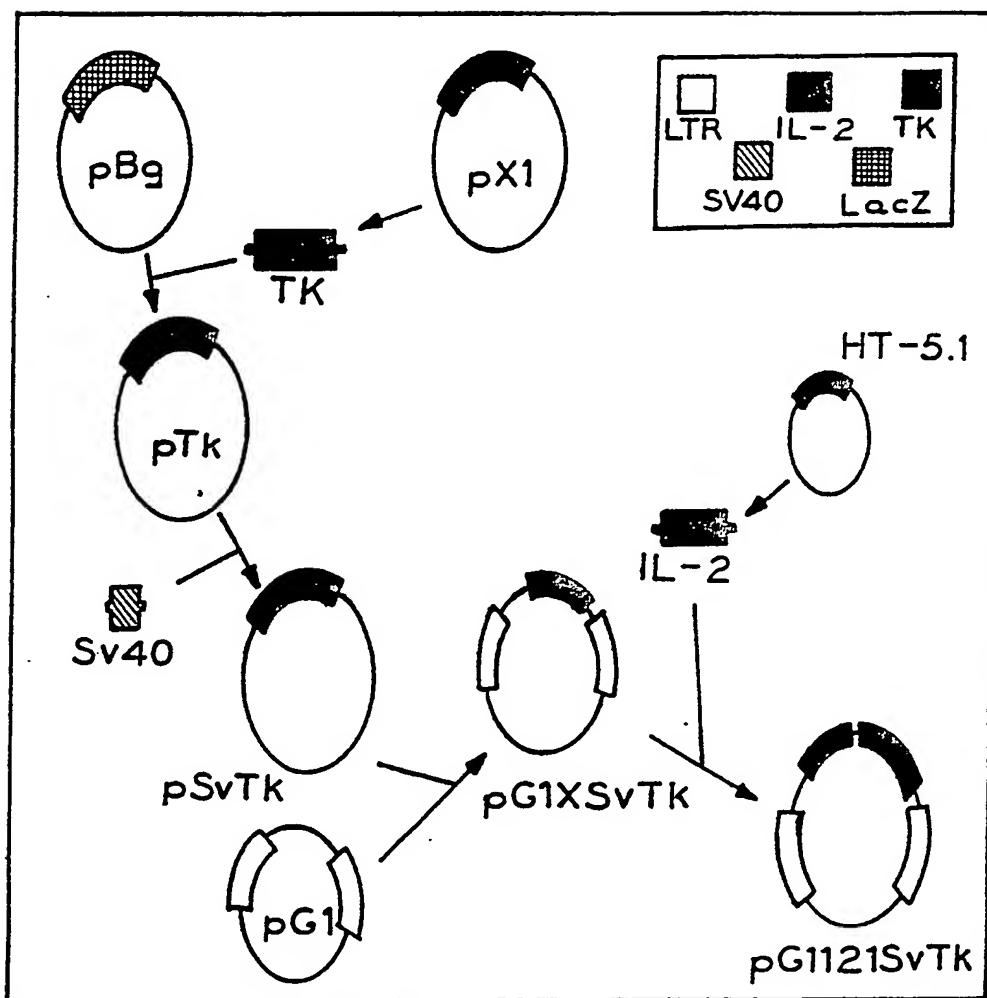 pBg
pX1
LTR IL-2 TK
SV40 LacZ
TK
HT-5.1
pTk
IL-2
Sv40
pSvTk
pG1XSvTk
pG1
pG1121SvTk